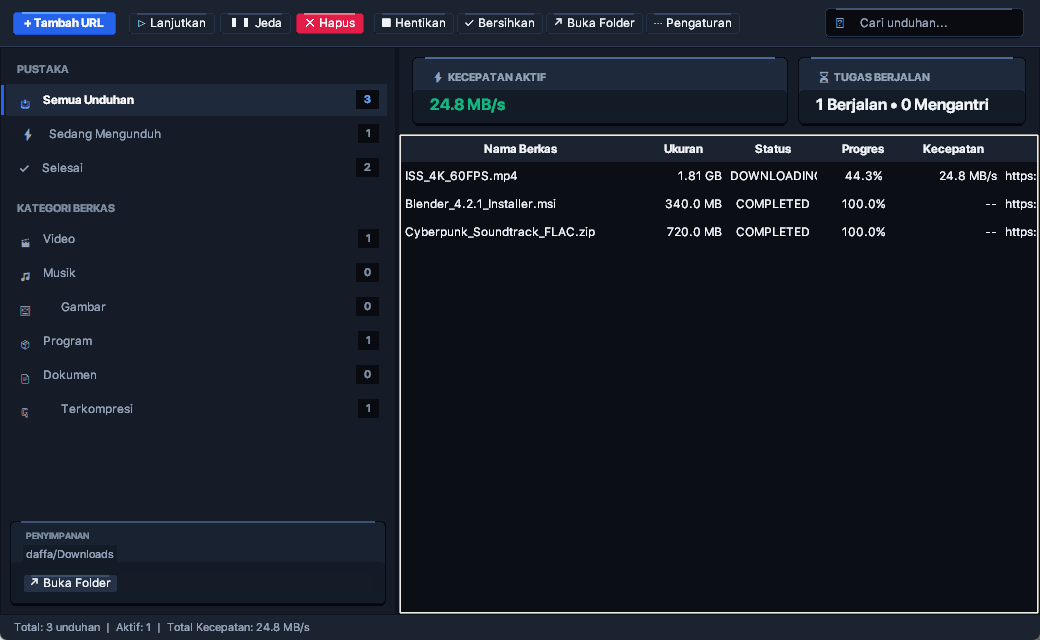 + Tambah URL ▷ Lanjutkan ❚❚ Jeda ✕ Hapus ■ Hentikan ✓ Bersihkan ↗ Buka Folder ··· Pengaturan Cari unduhan...
PUSTAKA
Semua Unduhan 3
Sedang Mengunduh 1
✓ Selesai 2
KATEGORI BERKAS
Video 1
Musik 0
Gambar 0
Program 1
Dokumen 0
Terkompresi 1
PENYIMPANAN
daffa/Downloads
↗ Buka Folder
KECEPATAN AKTIF
24.8 MB/s
TUGAS BERJALAN
1 Berjalan • 0 Mengantri
Nama Berkas Ukuran Status Progres Kecepatan
ISS_4K_60FPS.mp4 1.81 GB DOWNLOADING 44.3% 24.8 MB/s https:
Blender_4.2.1_Installer.msi 340.0 MB COMPLETED 100.0% -- https:
Cyberpunk_Soundtrack_FLAC.zip 720.0 MB COMPLETED 100.0% -- https:
Total: 3 unduhan | Aktif: 1 | Total Kecepatan: 24.8 MB/s